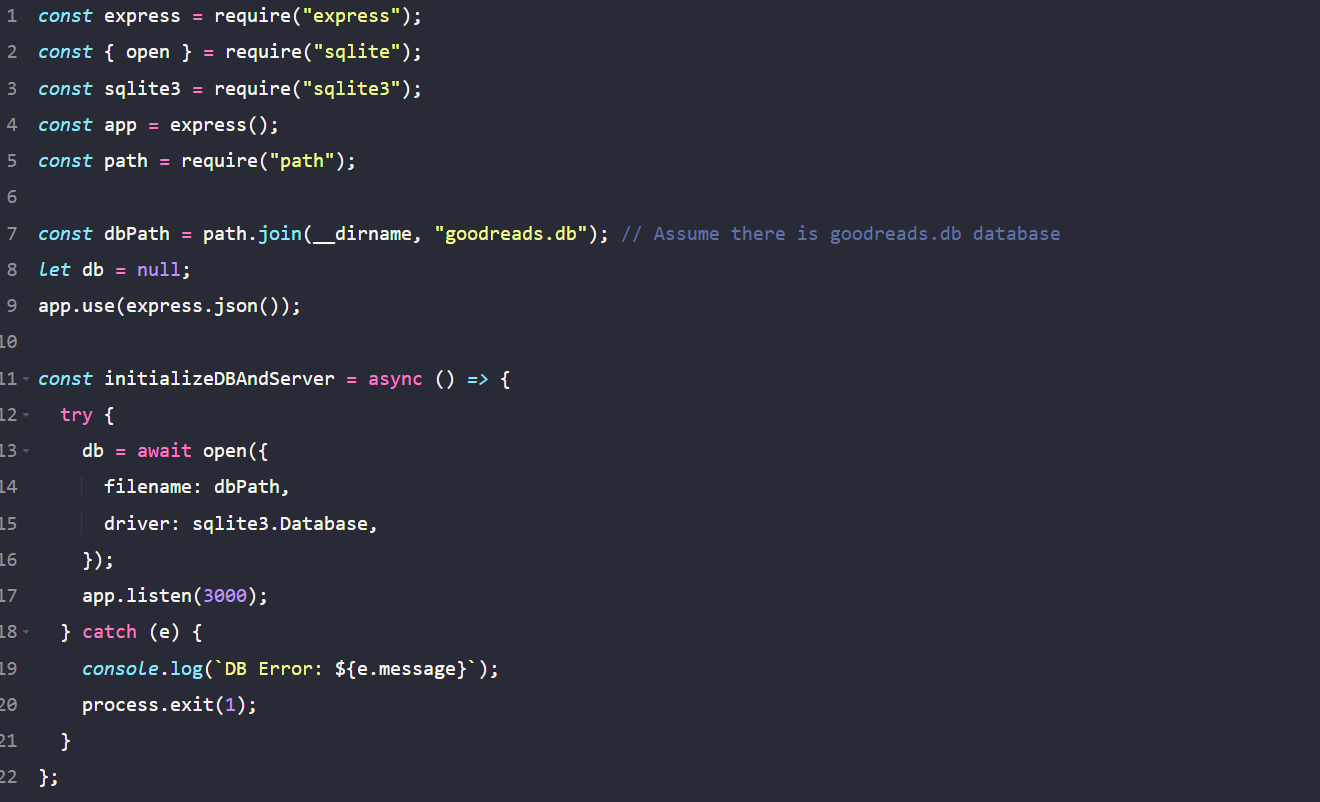 1 const express = require("express");
2 const { open } = require("sqlite");
3 const sqlite3 = require("sqlite3");
4 const app = express();
5 const path = require("path");
6
7 const dbPath = path.join(__dirname, "goodreads.db"); // Assume there is goodreads.db database
8 let db = null;
9 app.use(express.json());
10
11 const initializeDBAndServer = async () => {
12   try {
13     db = await open({
14       filename: dbPath,
15       driver: sqlite3.Database,
16     });
17     app.listen(3000);
18   } catch (e) {
19     console.log(`DB Error: ${e.message}`);
20     process.exit(1);
21   }
22 };